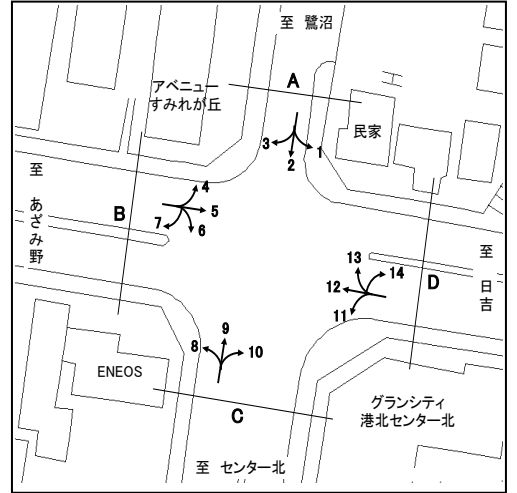 至 鷺沼
アベニュー
すみれが丘
A
民家
3
2
1
至
あざみ野
4
5
6
7
B
至
日吉
13
14
12
11
D
9
8
10
ENEOS
C
グランシティ
港北センター北
至 センター北